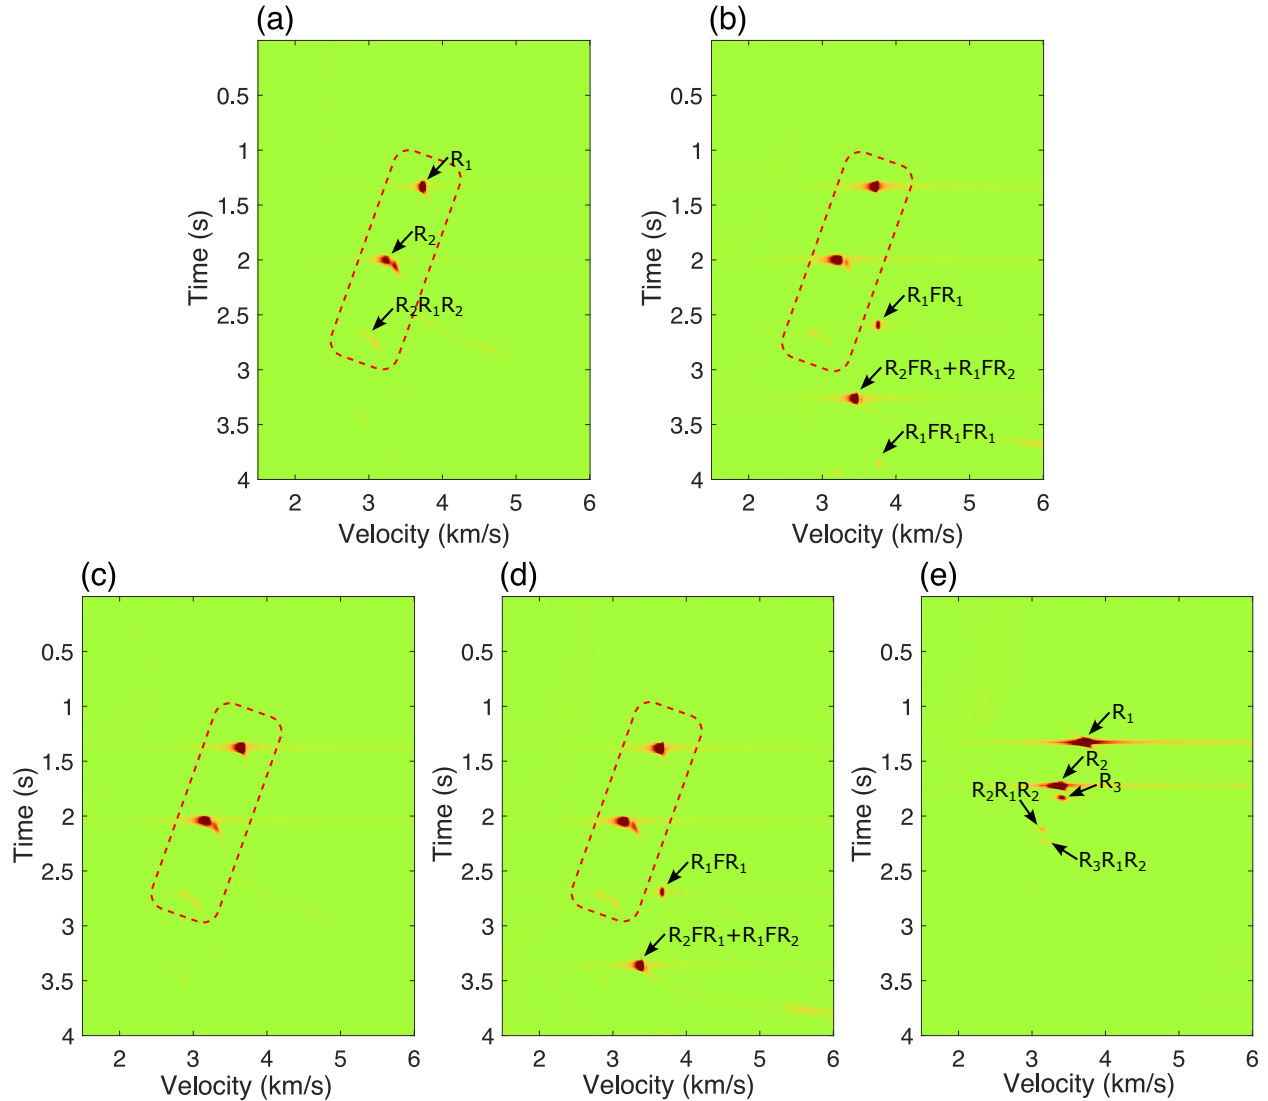 (a)
(b)
0.5
1
1.5
2
2.5
3
3.5
4
Time (s)
R₁
R₂
R₂R₁R₂
2 3 4 5 6
Velocity (km/s)
0.5
1
1.5
2
2.5
3
3.5
4
Time (s)
R₁FR₁
R₂FR₁+R₁FR₂
R₁FR₁FR₁
2 3 4 5 6
Velocity (km/s)
(c)
(d)
(e)
0.5
1
1.5
2
2.5
3
3.5
4
Time (s)
2 3 4 5 6
Velocity (km/s)
0.5
1
1.5
2
2.5
3
3.5
4
Time (s)
R₁FR₁
R₂FR₁+R₁FR₂
2 3 4 5 6
Velocity (km/s)
0.5
1
1.5
2
2.5
3
3.5
4
Time (s)
R₁
R₂
R₃
R₂R₁R₂
R₃R₁R₂
2 3 4 5 6
Velocity (km/s)